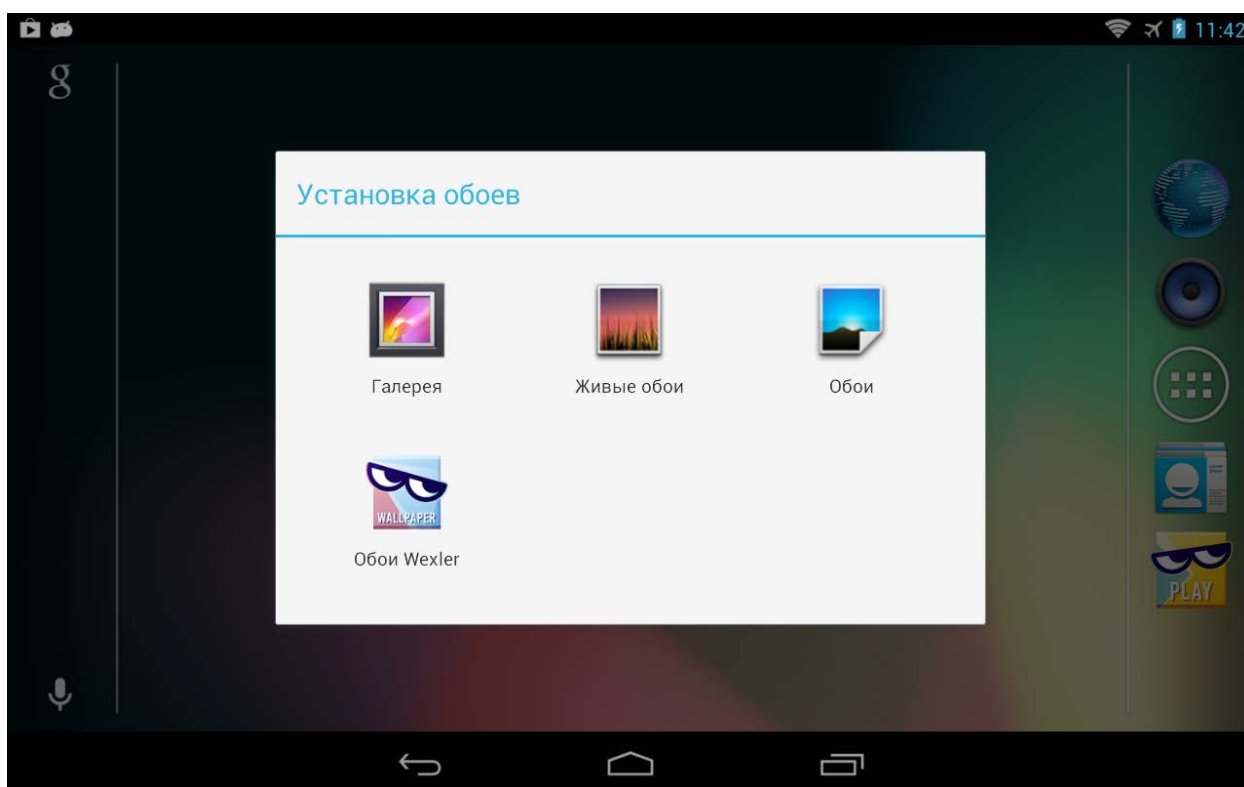 11:42
g
Установка обоев
Галерея
Живые обои
Обои
WALLPAPER
Обои Wexler
PLAY